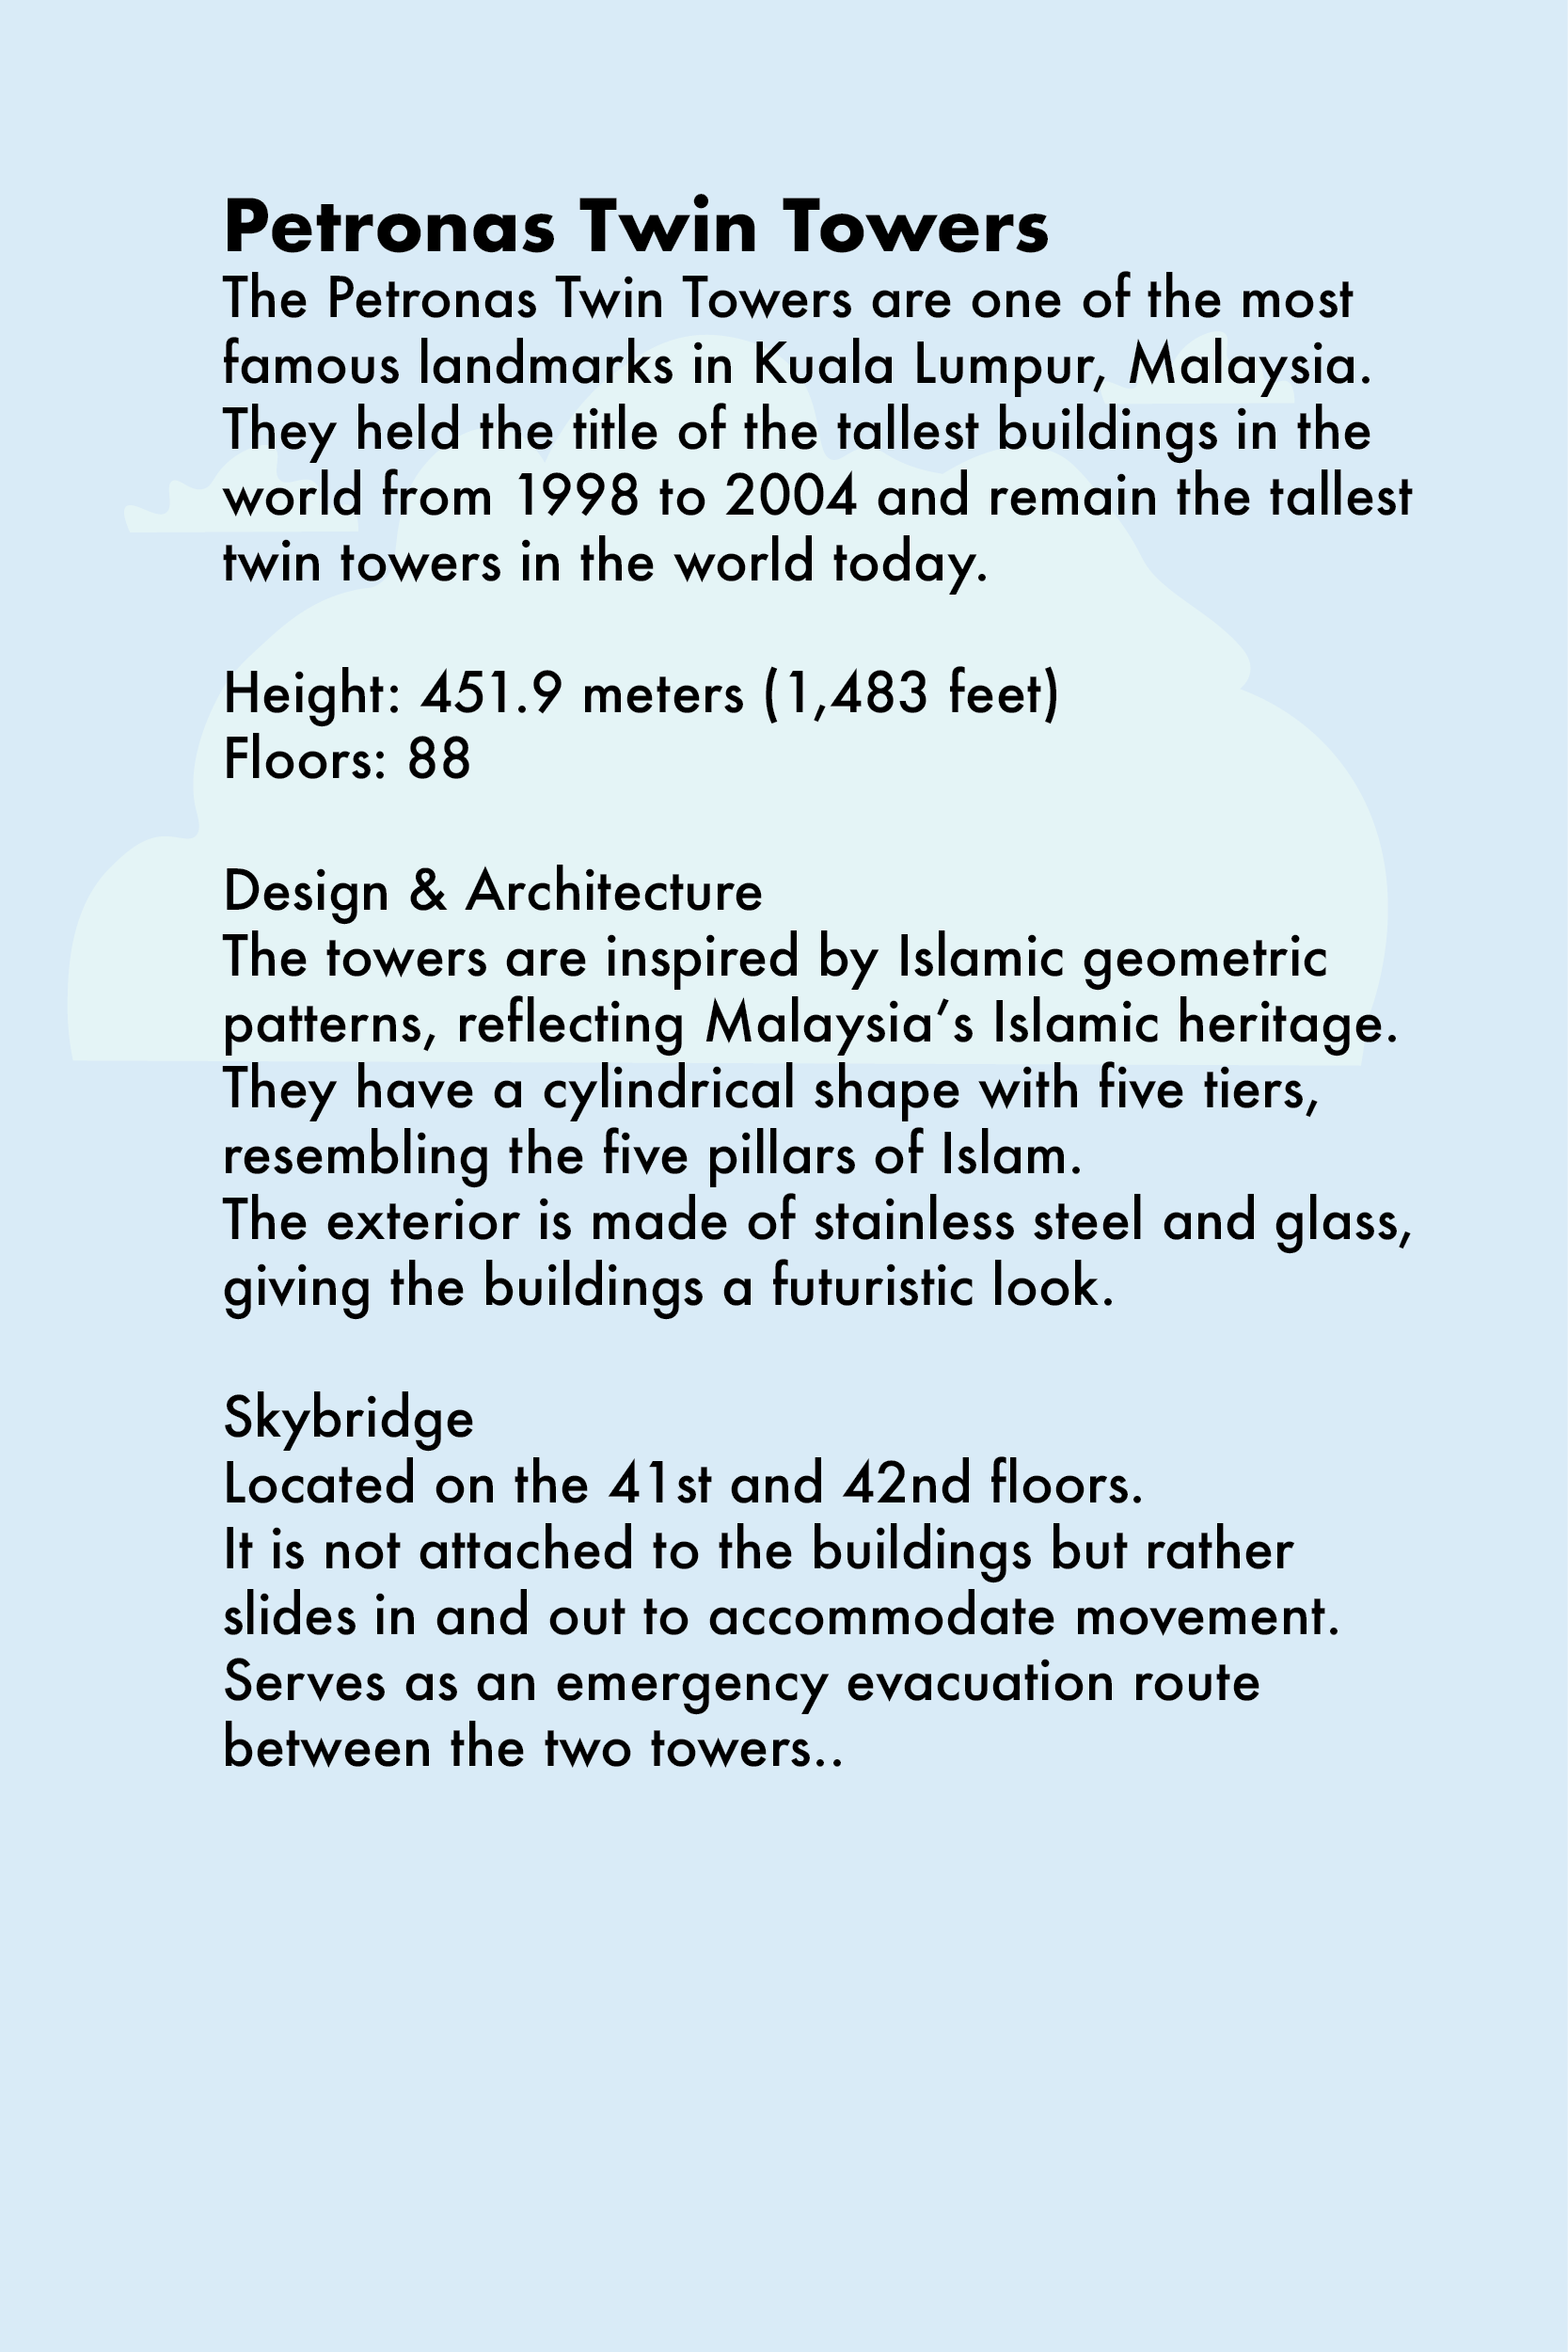 Petronas Twin Towers
The Petronas Twin Towers are one of the most
famous landmarks in Kuala Lumpur, Malaysia.
They held the title of the tallest buildings in the
world from 1998 to 2004 and remain the tallest
twin towers in the world today.
Height: 451.9 meters (1,483 feet)
Floors: 88
Design & Architecture
The towers are inspired by Islamic geometric
patterns, reflecting Malaysia’s Islamic heritage.
They have a cylindrical shape with five tiers,
resembling the five pillars of Islam.
The exterior is made of stainless steel and glass,
giving the buildings a futuristic look.
Skybridge
Located on the 41st and 42nd floors.
It is not attached to the buildings but rather
slides in and out to accommodate movement.
Serves as an emergency evacuation route
between the two towers..